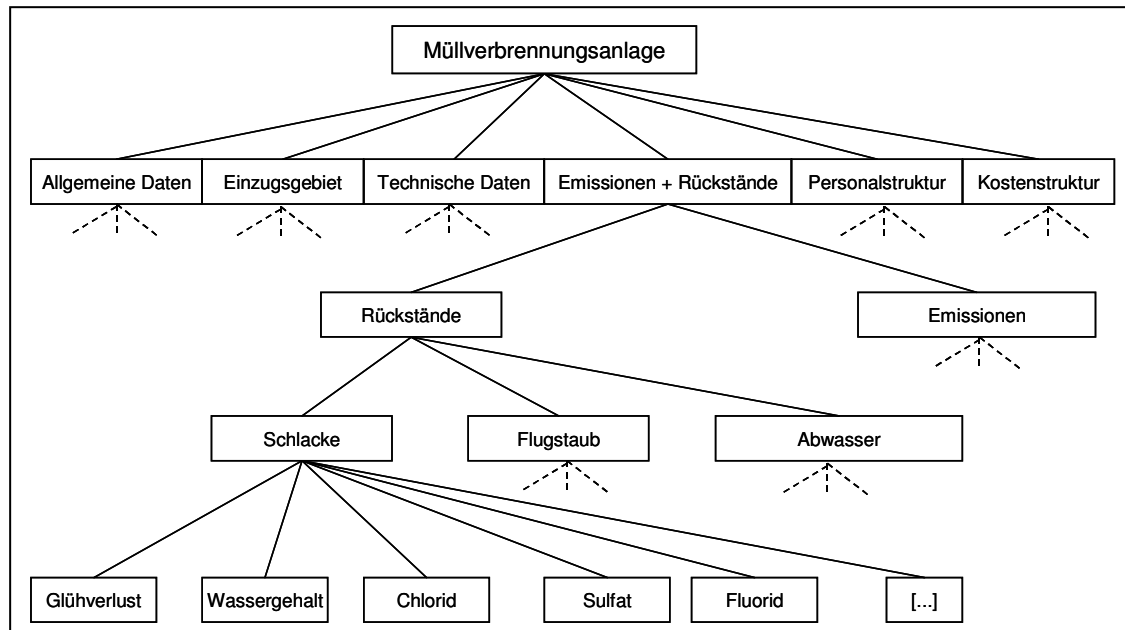 Müllverbrennungsanlage
Allgemeine Daten
Einzugsgebiet
Technische Daten
Emissionen + Rückstände
Personalstruktur
Kostenstruktur
Rückstände
Emissionen
Schlacke
Flugstaub
Abwasser
Glühverlust
Wassergehalt
Chlorid
Sulfat
Fluorid
[...]